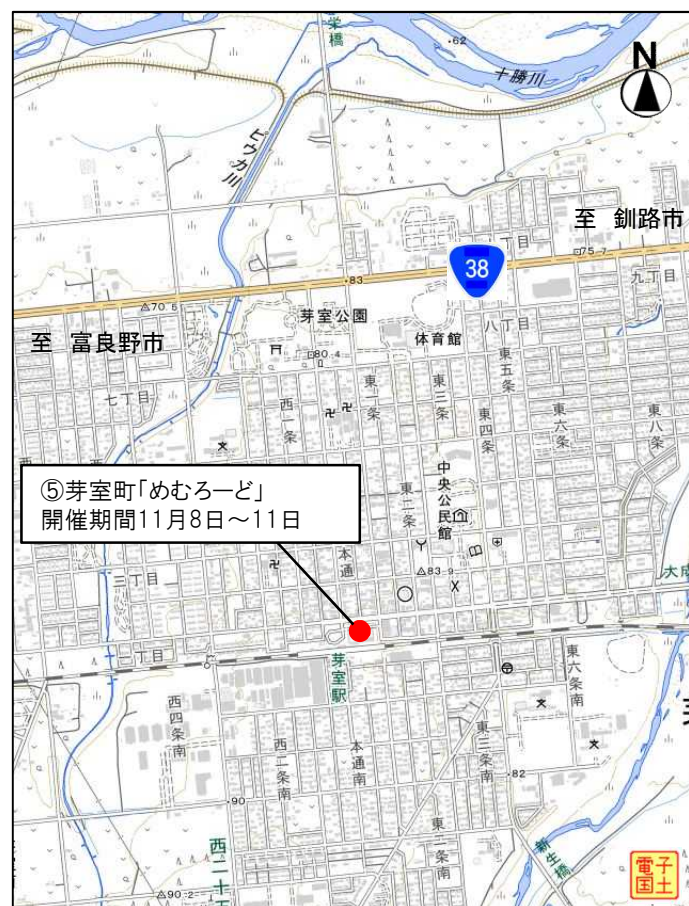 栄橋
62
N
十勝川
ピウカ川
至 釧路市
丁目
75.7
38
九丁目
83
70.5
芽室公園
八丁目
至 富良野市
体育館
80.4
東五条
七丁目
西二条
東一条
東三条
東四条
東六条
東八条
⑤芽室町「めむろーど」
開催期間11月8日～11日
中央公民館
東二条
本通
83.9
三丁目
大成
一丁目
芽室駅
東六条南
西四条南
西二条南
本通南
東三条南
82
90
東一条南
新生橋
西二十
90.2
電子
国土